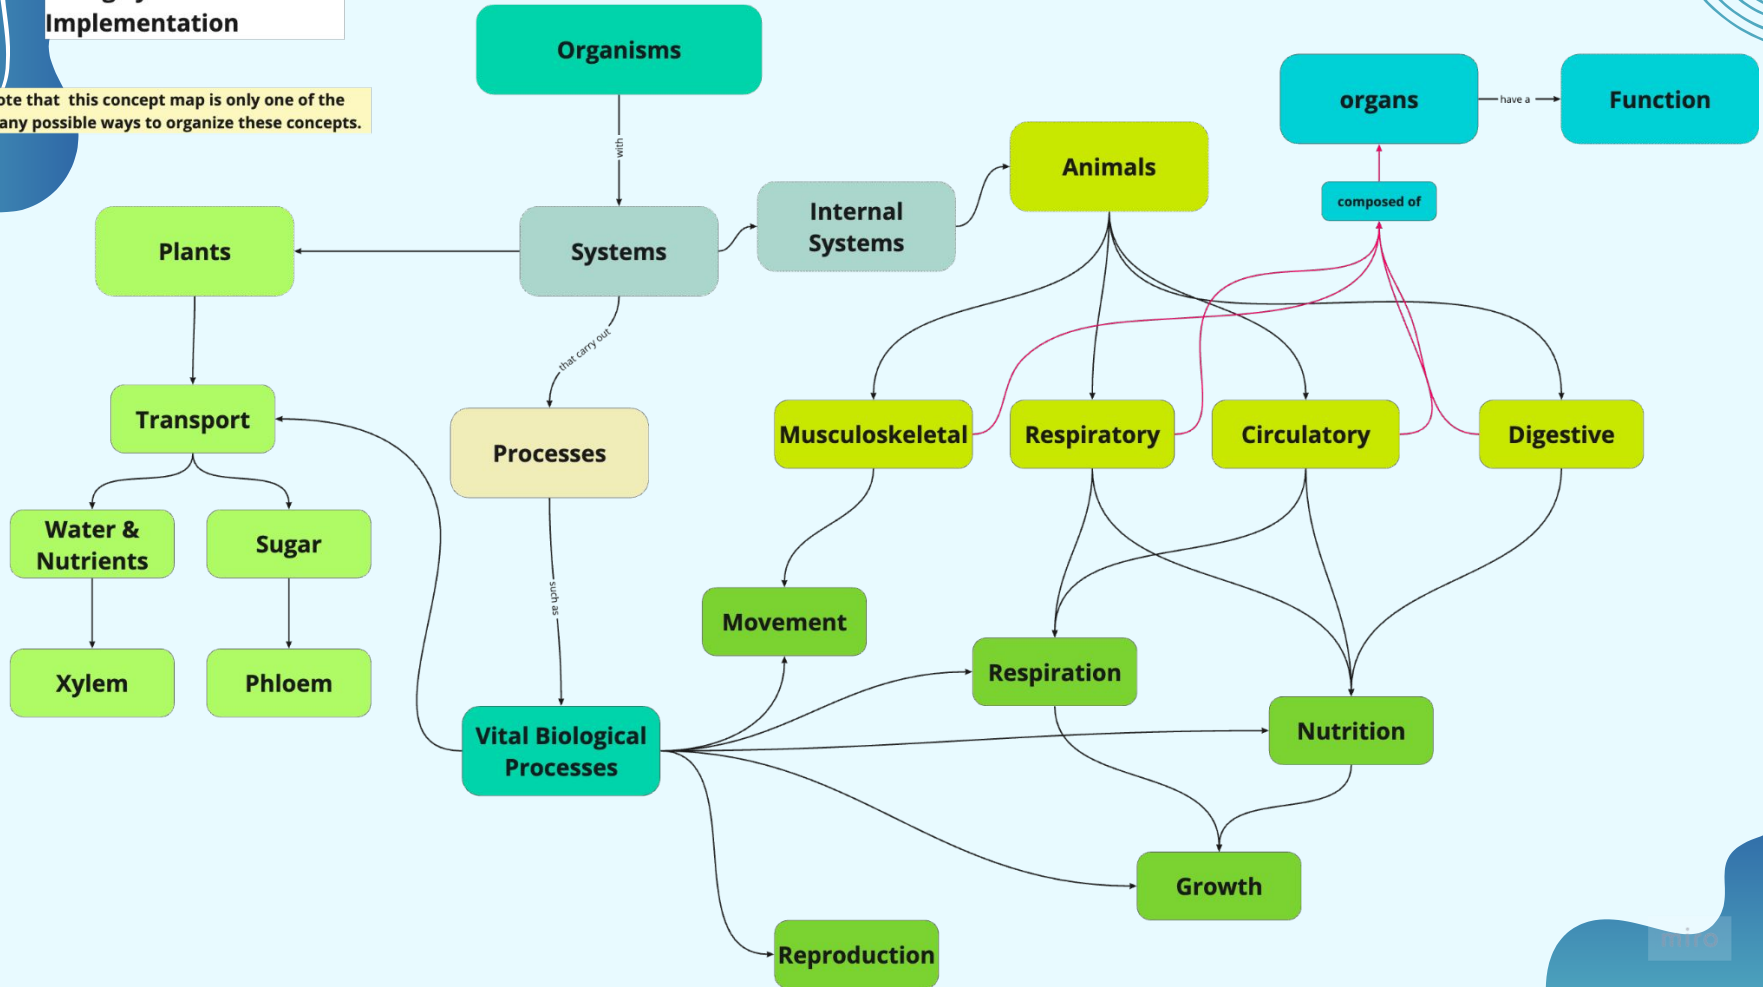 Implementation
ote that  this concept map is only one of the
any possible ways to organize these concepts.
Organisms
with
organs
have a
Function
Animals
composed of
Internal
Systems
Plants
Systems
that carry out
Transport
Processes
Musculoskeletal
Respiratory
Circulatory
Digestive
Water &
Nutrients
Sugar
such as
Movement
Xylem
Phloem
Respiration
Vital Biological
Processes
Nutrition
Growth
Reproduction
miro